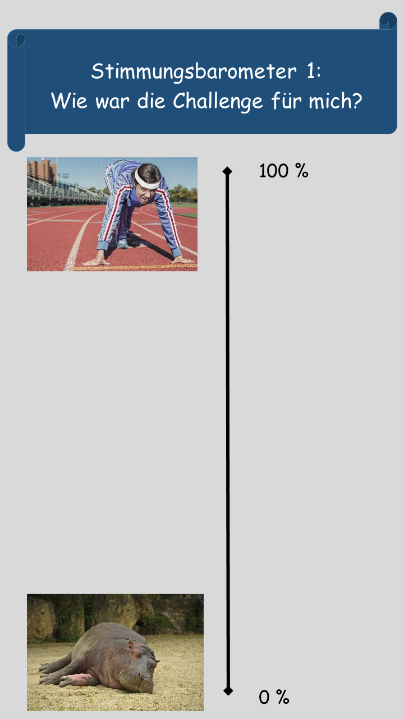 Stimmungsbarometer 1:
Wie war die Challenge für mich?
100 %
0 %